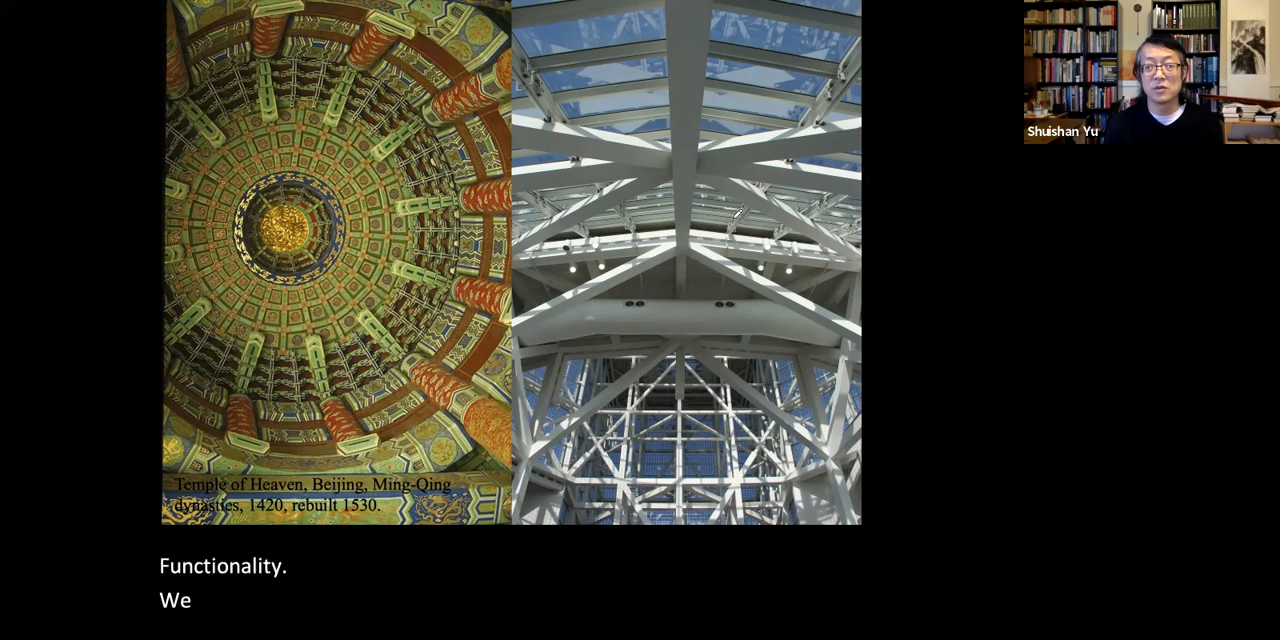 Shuishan Yu
Temple of Heaven, Beijing, Ming-Qing
dynasties, 1420, rebuilt 1530.
Functionality.
We